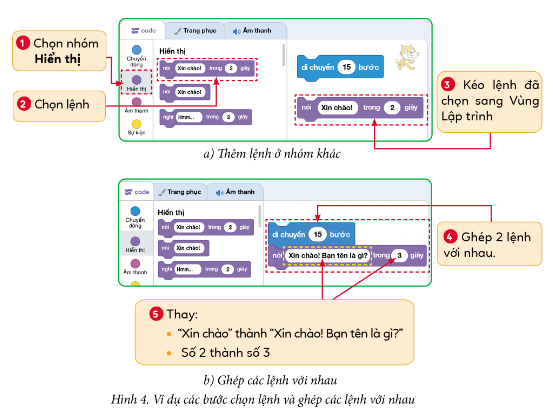 code Trang phục Âm thanh
1 Chọn nhóm
Hiển thị
Chuyển động
Hiển thị
Âm thanh
Sự kiện
Hiển thị
nói Xin chào! trong 2 giây
nói Xin chào!
nghĩ Hmm... trong 2 giây
di chuyển 15 bước
nói Xin chào! trong 2 giây
2 Chọn lệnh
3 Kéo lệnh đã
chọn sang Vùng
Lập trình
a) Thêm lệnh ở nhóm khác
code Trang phục Âm thanh
Chuyển động
Hiển thị
Âm thanh
Hiển thị
nói Xin chào! trong 2 giây
nói Xin chào!
nghĩ Hmm... trong 2 giây
di chuyển 15 bước
nói Xin chào! Bạn tên là gì? trong 3 giây
4 Ghép 2 lệnh
với nhau.
5 Thay:
• “Xin chào” thành “Xin chào! Bạn tên là gì?”
• Số 2 thành số 3
b) Ghép các lệnh với nhau
Hình 4. Ví dụ các bước chọn lệnh và ghép các lệnh với nhau